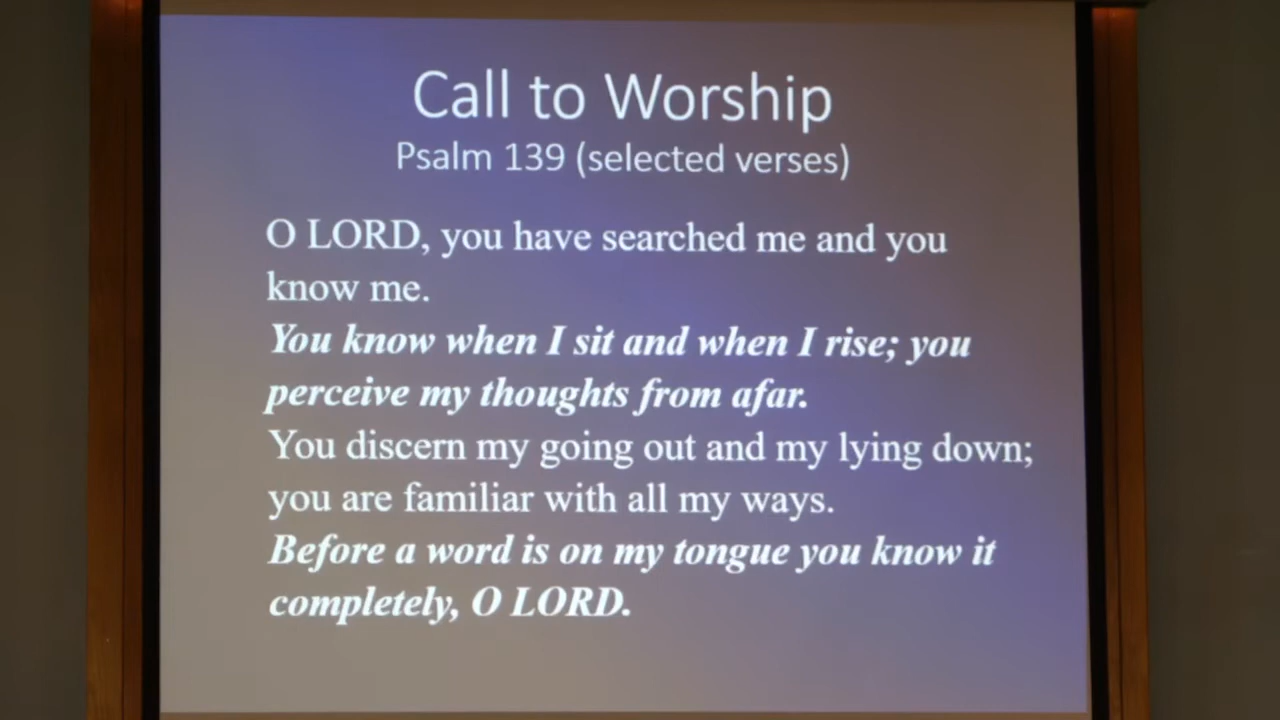 Call to Worship
Psalm 139 (selected verses)
O LORD, you have searched me and you
know me.
You know when I sit and when I rise; you
perceive my thoughts from afar.
You discern my going out and my lying down;
you are familiar with all my ways.
Before a word is on my tongue you know it
completely, O LORD.